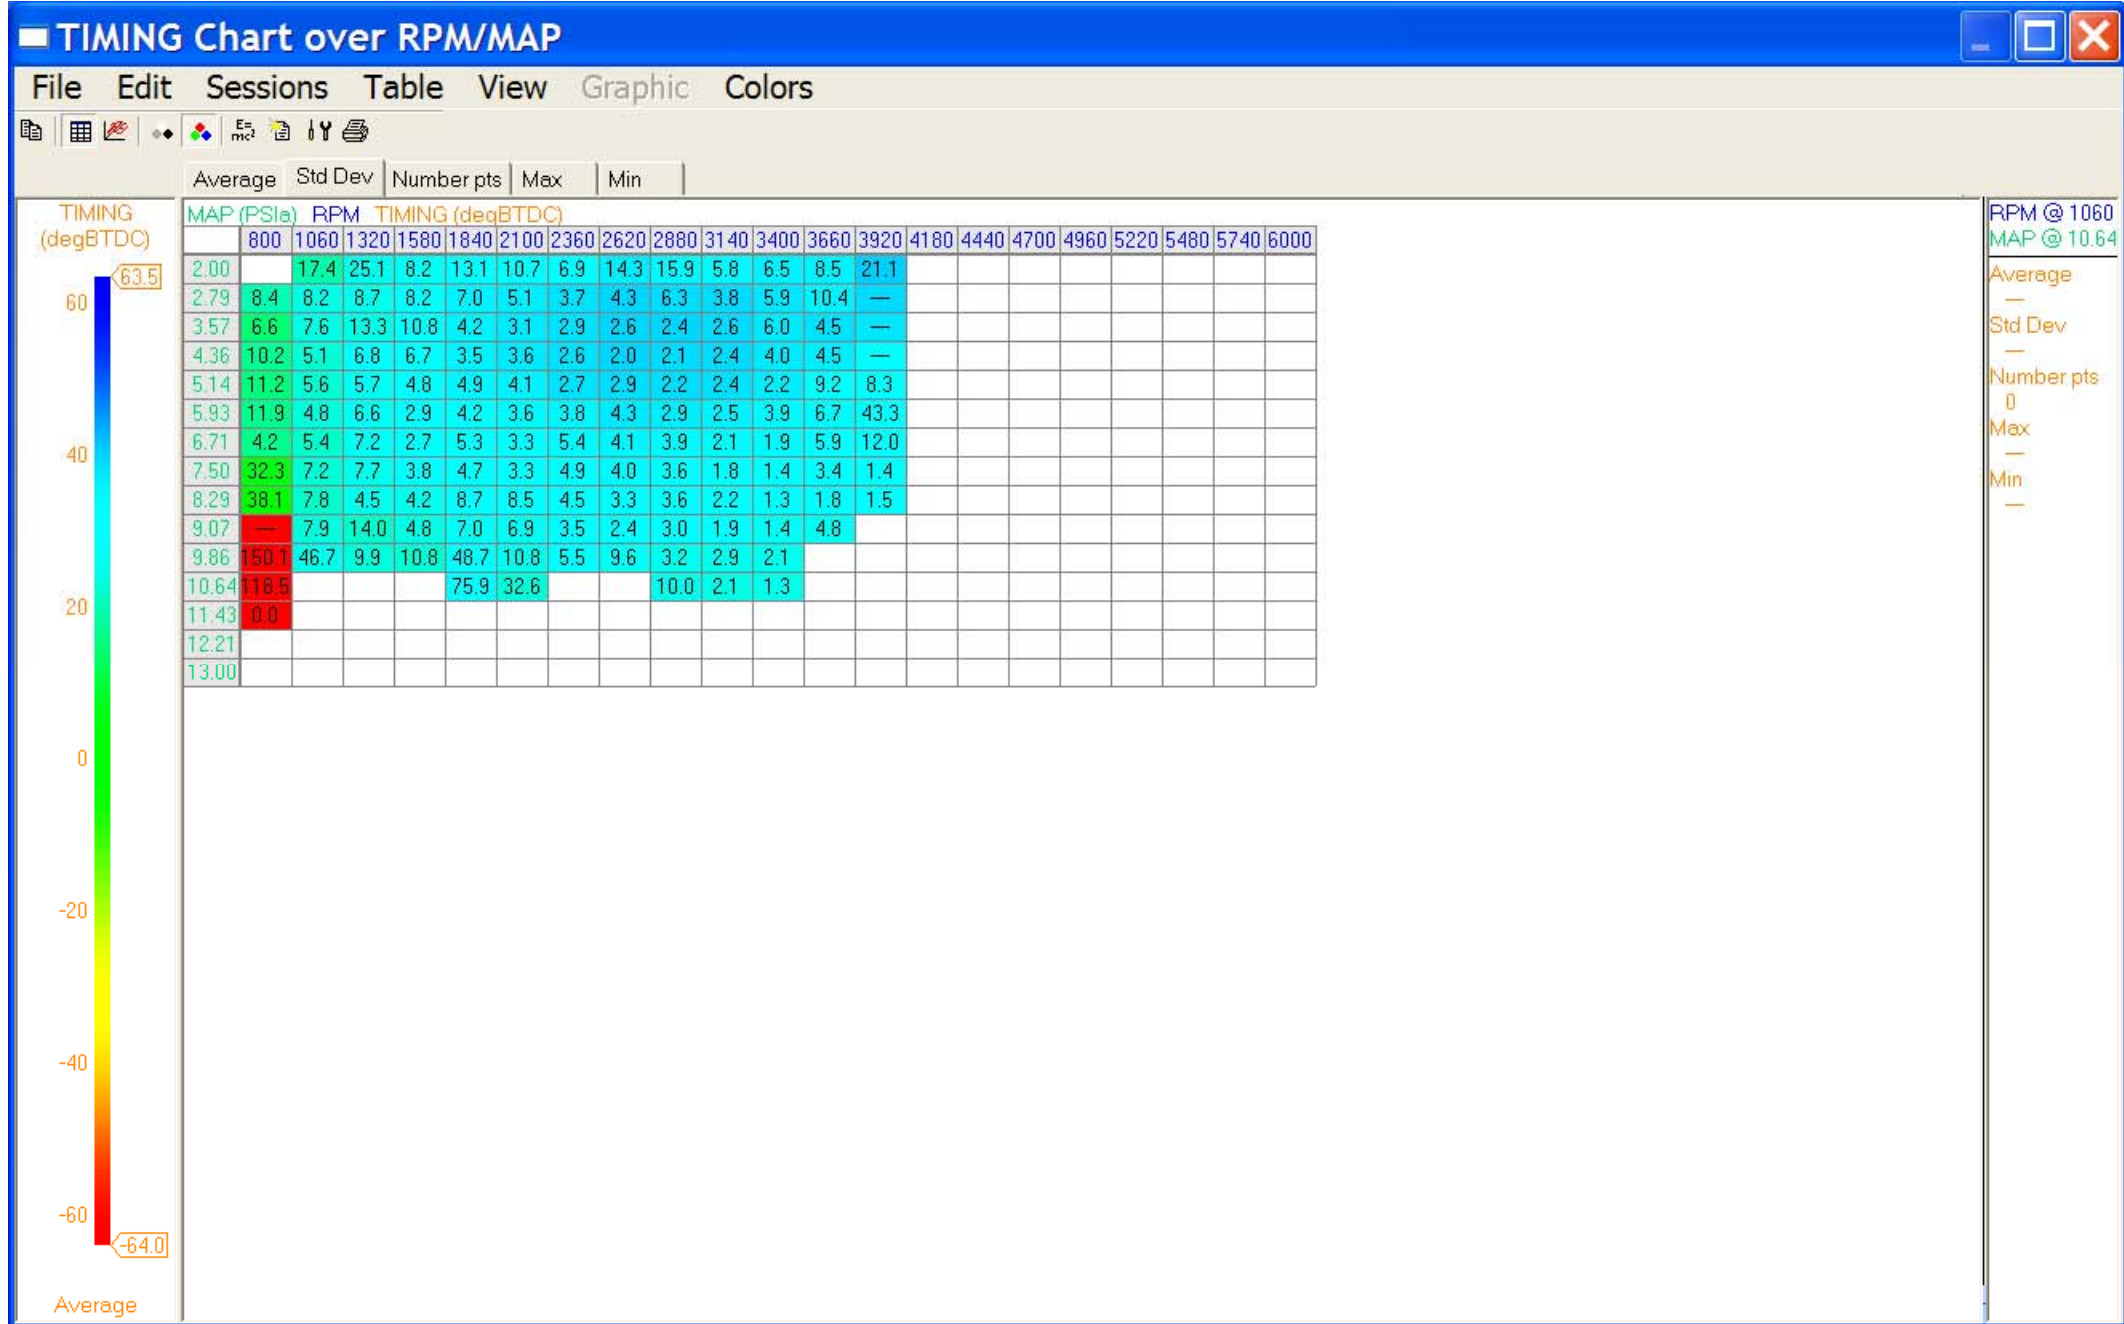 TIMING Chart over RPM/MAP
File Edit Sessions Table View Graphic Colors
E=
mc²
Average Std Dev Number pts Max Min
TIMING
(degBTDC)
63.5
60
40
20
0
-20
-40
-60
-64.0
Average
MAP (PSIa) RPM TIMING (degBTDC)
800 1060 1320 1580 1840 2100 2360 2620 2880 3140 3400 3660 3920 4180 4440 4700 4960 5220 5480 5740 6000
2.00 17.4 25.1 8.2 13.1 10.7 6.9 14.3 15.9 5.8 6.5 8.5 21.1
2.79 8.4 8.2 8.7 8.2 7.0 5.1 3.7 4.3 6.3 3.8 5.9 10.4 —
3.57 6.6 7.6 13.3 10.8 4.2 3.1 2.9 2.6 2.4 2.6 6.0 4.5 —
4.36 10.2 5.1 6.8 6.7 3.5 3.6 2.6 2.0 2.1 2.4 4.0 4.5 —
5.14 11.2 5.6 5.7 4.8 4.9 4.1 2.7 2.9 2.2 2.4 2.2 9.2 8.3
5.93 11.9 4.8 6.6 2.9 4.2 3.6 3.8 4.3 2.9 2.5 3.9 6.7 43.3
6.71 4.2 5.4 7.2 2.7 5.3 3.3 5.4 4.1 3.9 2.1 1.9 5.9 12.0
7.50 32.3 7.2 7.7 3.8 4.7 3.3 4.9 4.0 3.6 1.8 1.4 3.4 1.4
8.29 38.1 7.8 4.5 4.2 8.7 8.5 4.5 3.3 3.6 2.2 1.3 1.8 1.5
9.07 — 7.9 14.0 4.8 7.0 6.9 3.5 2.4 3.0 1.9 1.4 4.8
9.86 150.1 46.7 9.9 10.8 48.7 10.8 5.5 9.6 3.2 2.9 2.1
10.64 118.5 75.9 32.6 10.0 2.1 1.3
11.43 0.0
12.21
13.00
RPM @ 1060
MAP @ 10.64
Average
—
Std Dev
—
Number pts
0
Max
—
Min
—